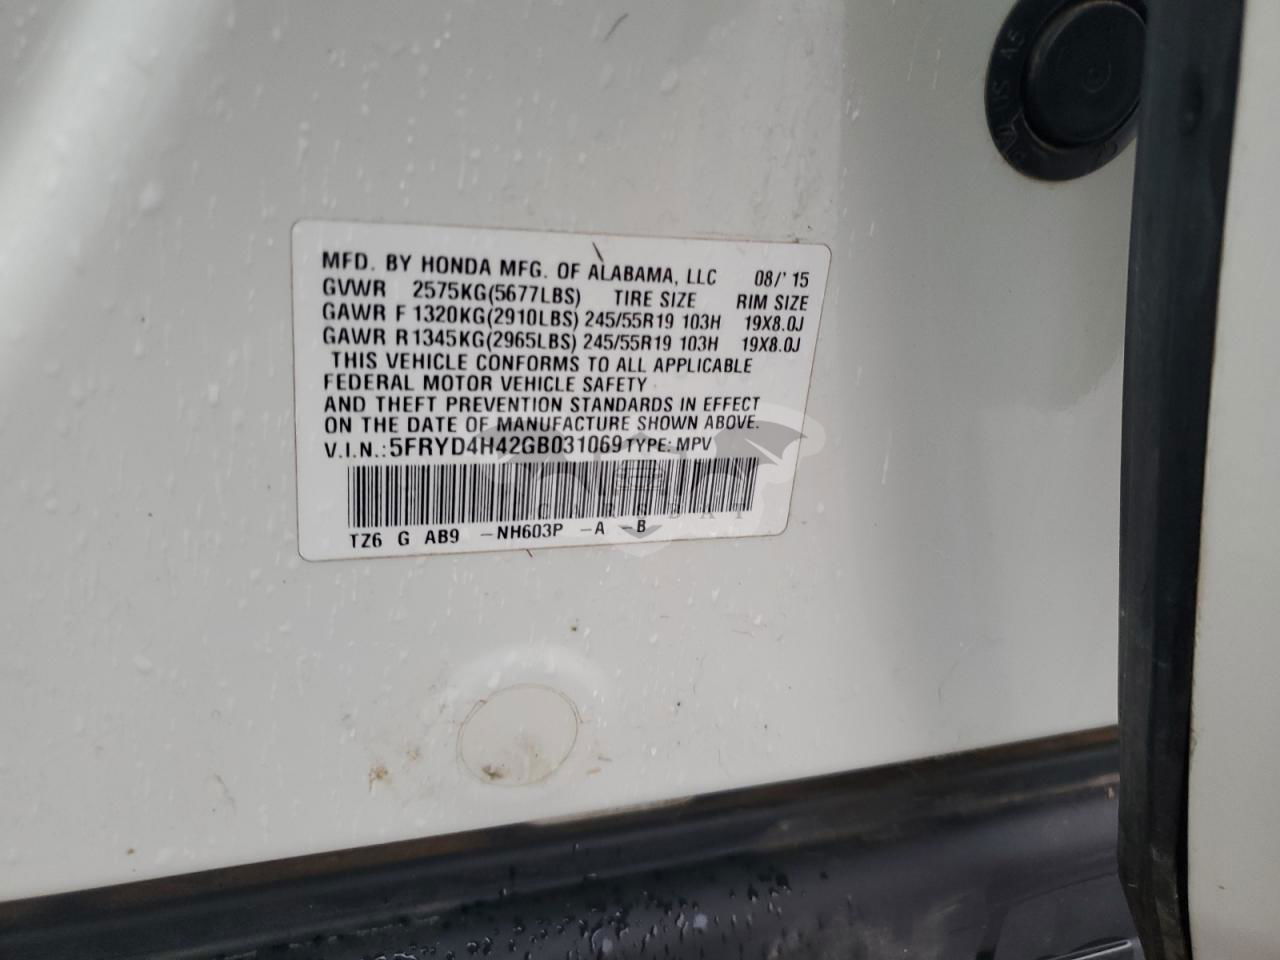 MFD. BY HONDA MFG. OF ALABAMA, LLC 08/'15
GVWR 2575KG(5677LBS) TIRE SIZE RIM SIZE
GAWR F 1320KG(2910LBS) 245/55R19 103H 19X8.0J
GAWR R 1345KG(2965LBS) 245/55R19 103H 19X8.0J
THIS VEHICLE CONFORMS TO ALL APPLICABLE
FEDERAL MOTOR VEHICLE SAFETY
AND THEFT PREVENTION STANDARDS IN EFFECT
ON THE DATE OF MANUFACTURE SHOWN ABOVE.
V.I.N.: 5FRYD4H42GB031069 TYPE: MPV
TZ6 G AB9 -NH603P -A -B